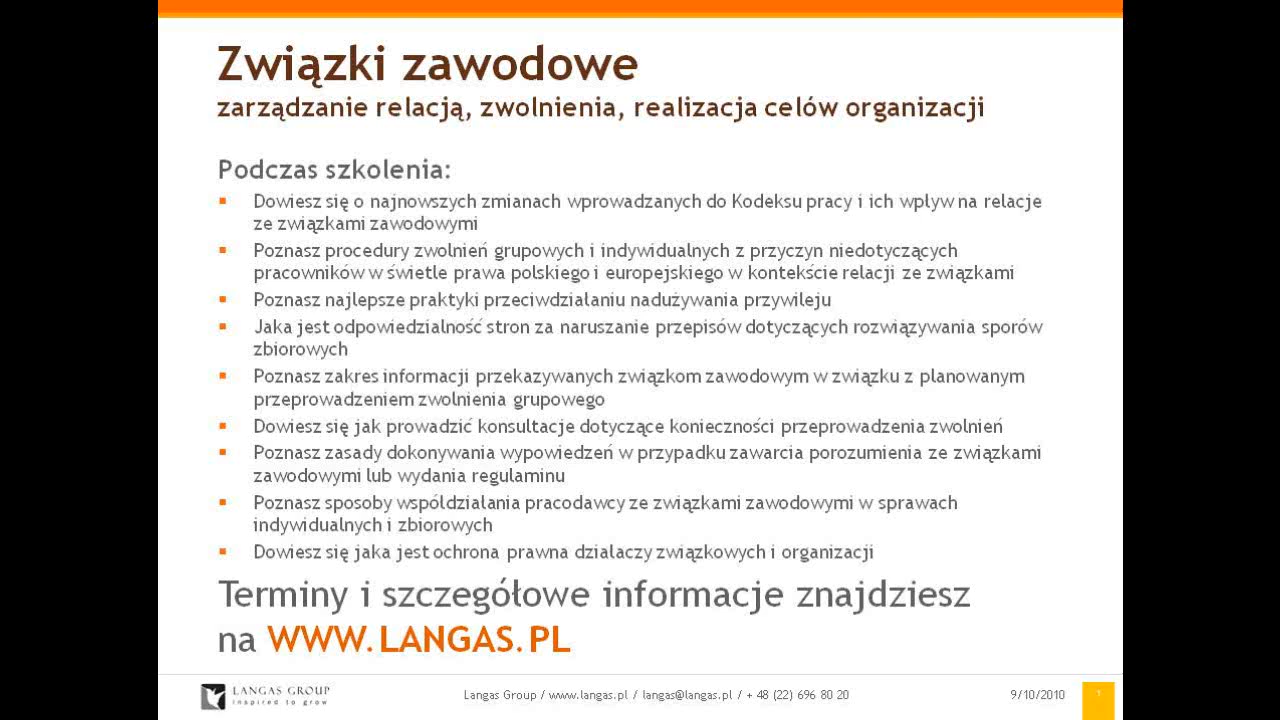 Związki zawodowe
zarządzanie relacją, zwolnienia, realizacja celów organizacji
Podczas szkolenia:
Dowiesz się o najnowszych zmianach wprowadzanych do Kodeksu pracy i ich wpływ na relacje
ze związkami zawodowymi
Poznasz procedury zwolnień grupowych i indywidualnych z przyczyn niedotyczących
pracowników w świetle prawa polskiego i europejskiego w kontekście relacji ze związkami
Poznasz najlepsze praktyki przeciwdziałaniu nadużywania przywileju
Jaka jest odpowiedzialność stron za naruszanie przepisów dotyczących rozwiązywania sporów
zbiorowych
Poznasz zakres informacji przekazywanych związkom zawodowym w związku z planowanym
przeprowadzeniem zwolnienia grupowego
Dowiesz się jak prowadzić konsultacje dotyczące konieczności przeprowadzenia zwolnień
Poznasz zasady dokonywania wypowiedzeń w przypadku zawarcia porozumienia ze związkami
zawodowymi lub wydania regulaminu
Poznasz sposoby współdziałania pracodawcy ze związkami zawodowymi w sprawach
indywidualnych i zbiorowych
Dowiesz się jaka jest ochrona prawna działaczy związkowych i organizacji
Terminy i szczegółowe informacje znajdziesz
na WWW.LANGAS.PL
LANGAS GROUP
inspired to grow
Langas Group / www.langas.pl / langas@langas.pl / + 48 (22) 696 80 20
9/10/2010
1